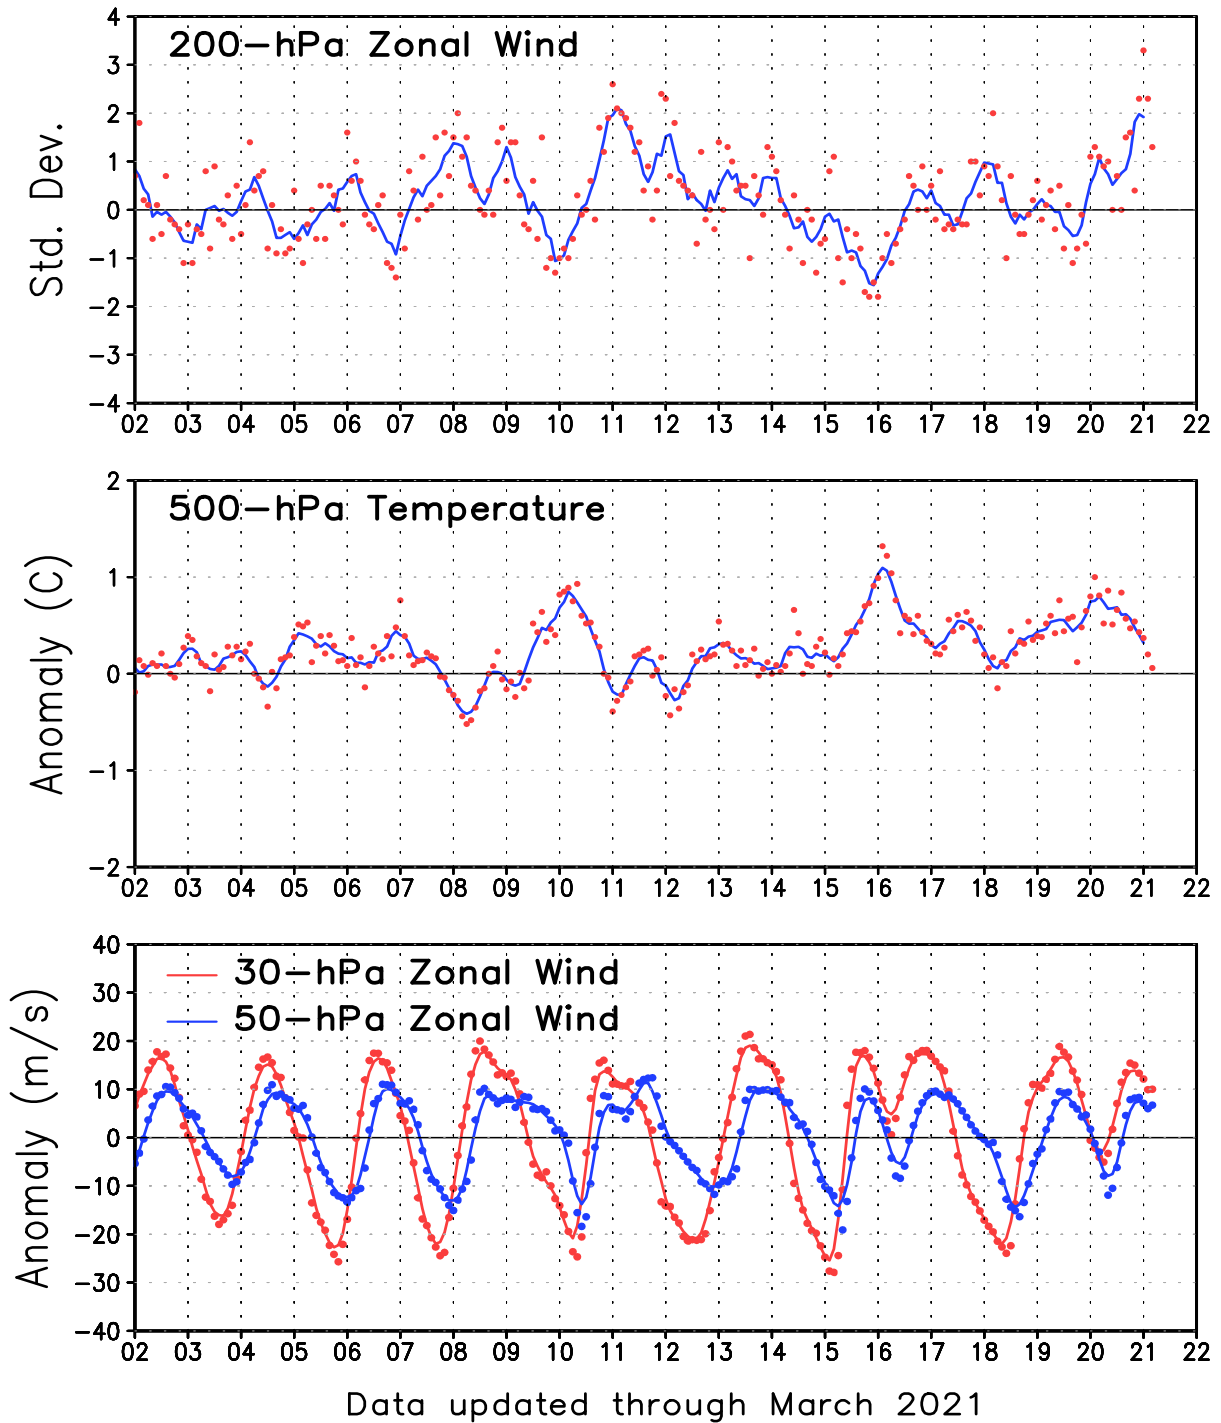 200-hPa Zonal Wind
Std. Dev.
4
3
2
1
0
-1
-2
-3
-4
02 03 04 05 06 07 08 09 10 11 12 13 14 15 16 17 18 19 20 21 22
500-hPa Temperature
Anomaly (C)
2
1
0
-1
-2
02 03 04 05 06 07 08 09 10 11 12 13 14 15 16 17 18 19 20 21 22
30-hPa Zonal Wind
50-hPa Zonal Wind
Anomaly (m/s)
40
30
20
10
0
-10
-20
-30
-40
02 03 04 05 06 07 08 09 10 11 12 13 14 15 16 17 18 19 20 21 22
Data updated through March 2021